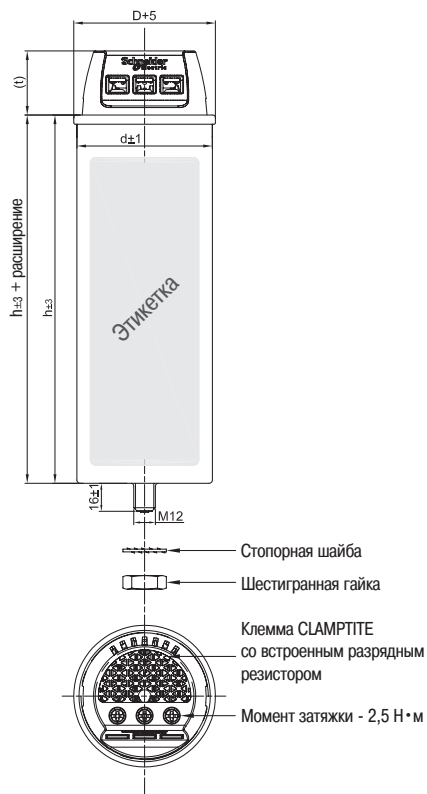 D+5
(t)
Schneider
Electric
d±1
h±3 + расширение
h±3
Этикетка
16±1
M12
Стопорная шайба
Шестигранная гайка
Клемма CLAMPTITE
со встроенным разрядным
резистором
Момент затяжки - 2,5 Н•м